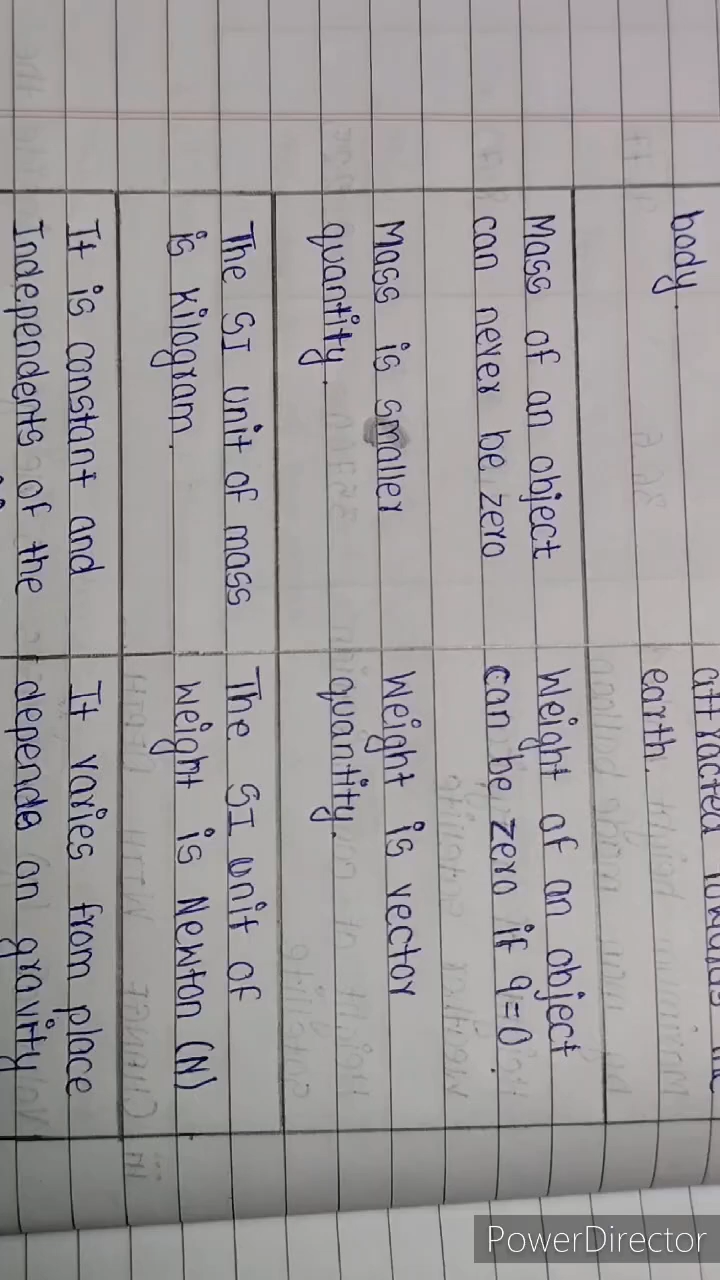 attracted towards the
body.
earth.
Mass of an object
can never be zero
Weight of an object
can be zero if g=0.
Mass is smaller
quantity.
Weight is vector
quantity.
The SI unit of mass
is kilogram.
The SI unit of
weight is Newton (N)
It is constant and
Independents of the
It varies from place
depends on gravity
PowerDirector